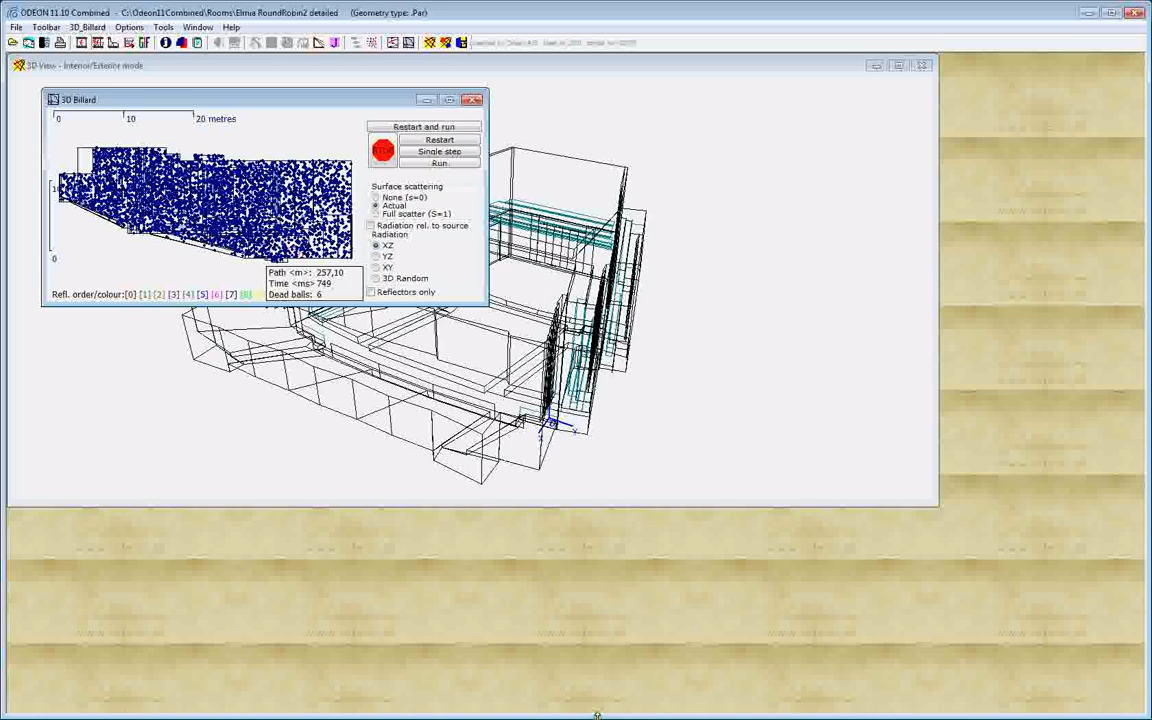 ODEON 11.10 Combined - C:\Odeon11Combined\Rooms\Elmia RoundRobin2 detailed (Geometry type: .Par)
File Toolbar 3D_Billard Options Tools Window Help
3D View - Interior/Exterior mode
3D Billard
0 10 20 metres
Restart and run
Restart
STOP
Single step
Run
Surface scattering
None (s=0)
Actual
Full scatter (S=1)
Radiation rel. to source
Radiation
XZ
YZ
XY
3D Random
Reflectors only
0
Path <m>: 257,10
Time <ms> 749
Dead balls: 6
Refl. order/colour:[0] [1] [2] [3] [4] [5] [6] [7] [8]